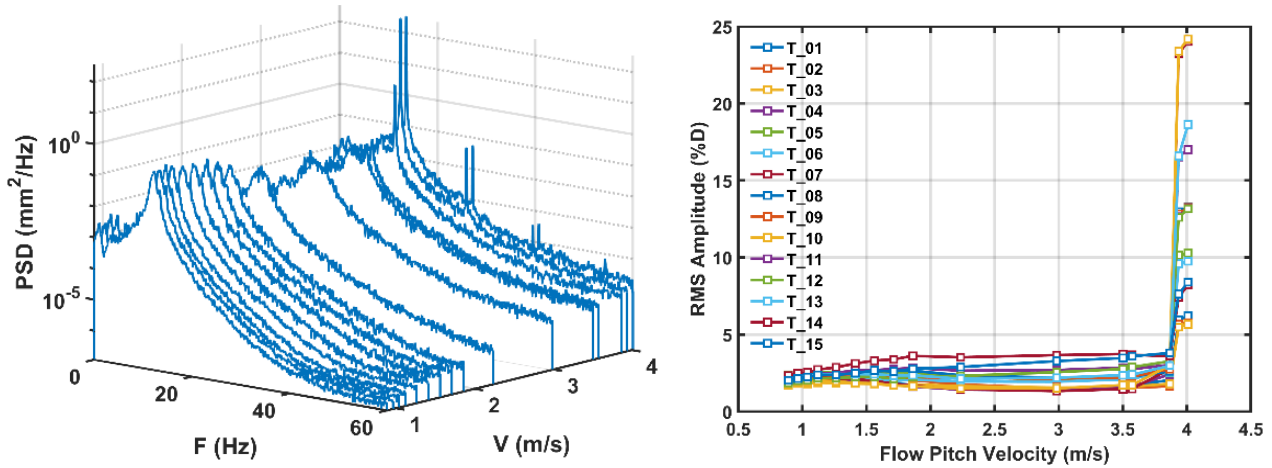 PSD (mm²/Hz)
10⁰
10⁻⁵
0
20
40
60
F (Hz)
1
2
3
4
V (m/s)
RMS Amplitude (%D)
25
20
15
10
5
0
T_01
T_02
T_03
T_04
T_05
T_06
T_07
T_08
T_09
T_10
T_11
T_12
T_13
T_14
T_15
0.5 1 1.5 2 2.5 3 3.5 4 4.5
Flow Pitch Velocity (m/s)